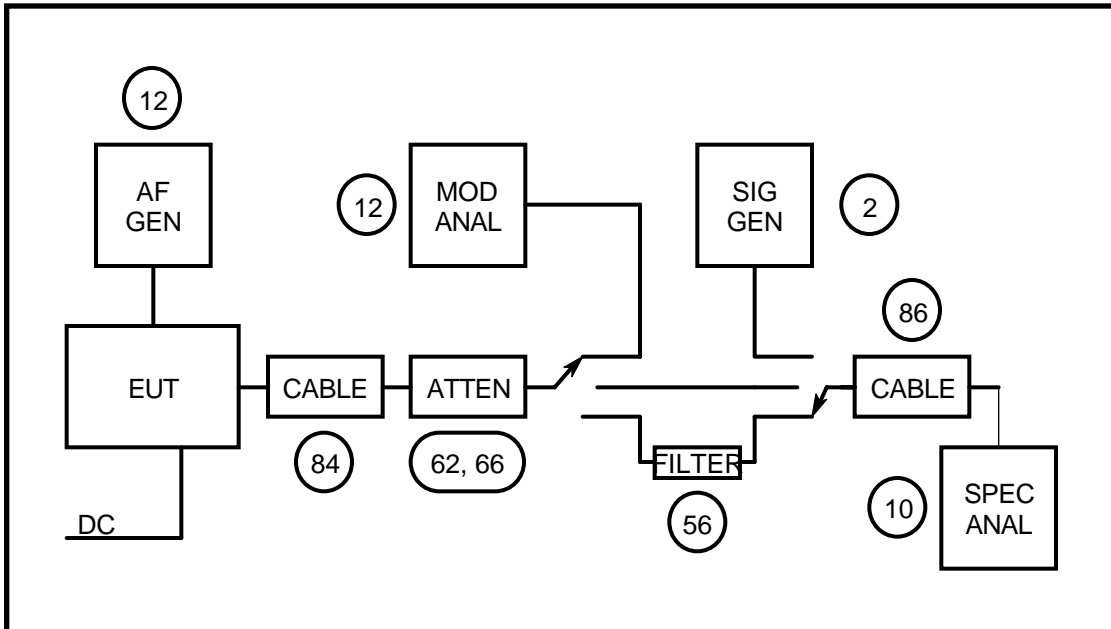 12
AF
GEN
12
MOD
ANAL
SIG
GEN
2
86
EUT
CABLE
ATTEN
CABLE
84
62, 66
FILTER
56
10
SPEC
ANAL
DC